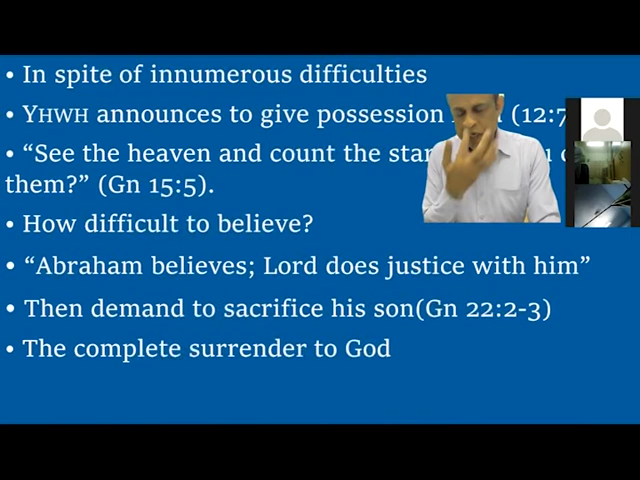 • In spite of innumerous difficulties
• YHWH announces to give possession (12:7
• “See the heaven and count the
them?” (Gn 15:5).
• How difficult to believe?
• “Abraham believes; Lord does justice with him”
• Then demand to sacrifice his son(Gn 22:2-3)
• The complete surrender to God